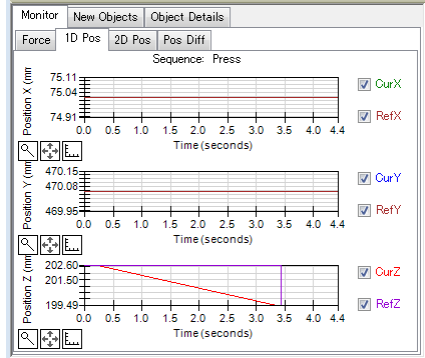 Monitor New Objects Object Details
Force 1D Pos 2D Pos Pos Diff
Sequence: Press
Position X (mm
75.11
75.04
74.91
0.0 0.5 1.0 1.5 2.0 2.5 3.0 3.5 4.0 4.4
Time(seconds)
CurX
RefX
Position Y (mm
470.15
470.08
469.95
0.0 0.5 1.0 1.5 2.0 2.5 3.0 3.5 4.0 4.4
Time(seconds)
CurY
RefY
Position Z (mm
202.60
201.50
199.49
0.0 0.5 1.0 1.5 2.0 2.5 3.0 3.5 4.0 4.4
Time(seconds)
CurZ
RefZ